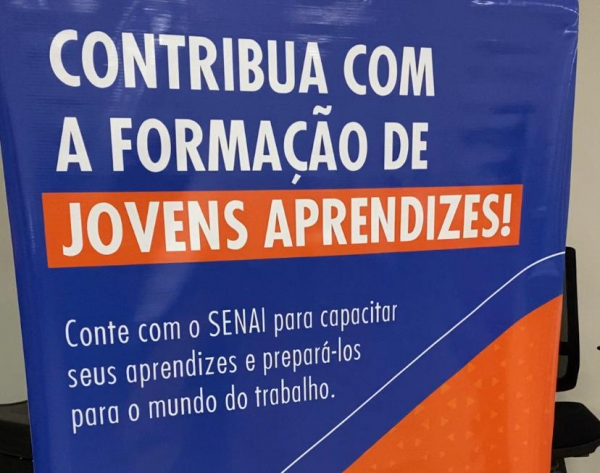 CONTRIBUA COM
A FORMAÇÃO DE
JOVENS APRENDIZES!
Conte com o SENAI para capacitar
seus aprendizes e prepará-los
para o mundo do trabalho.